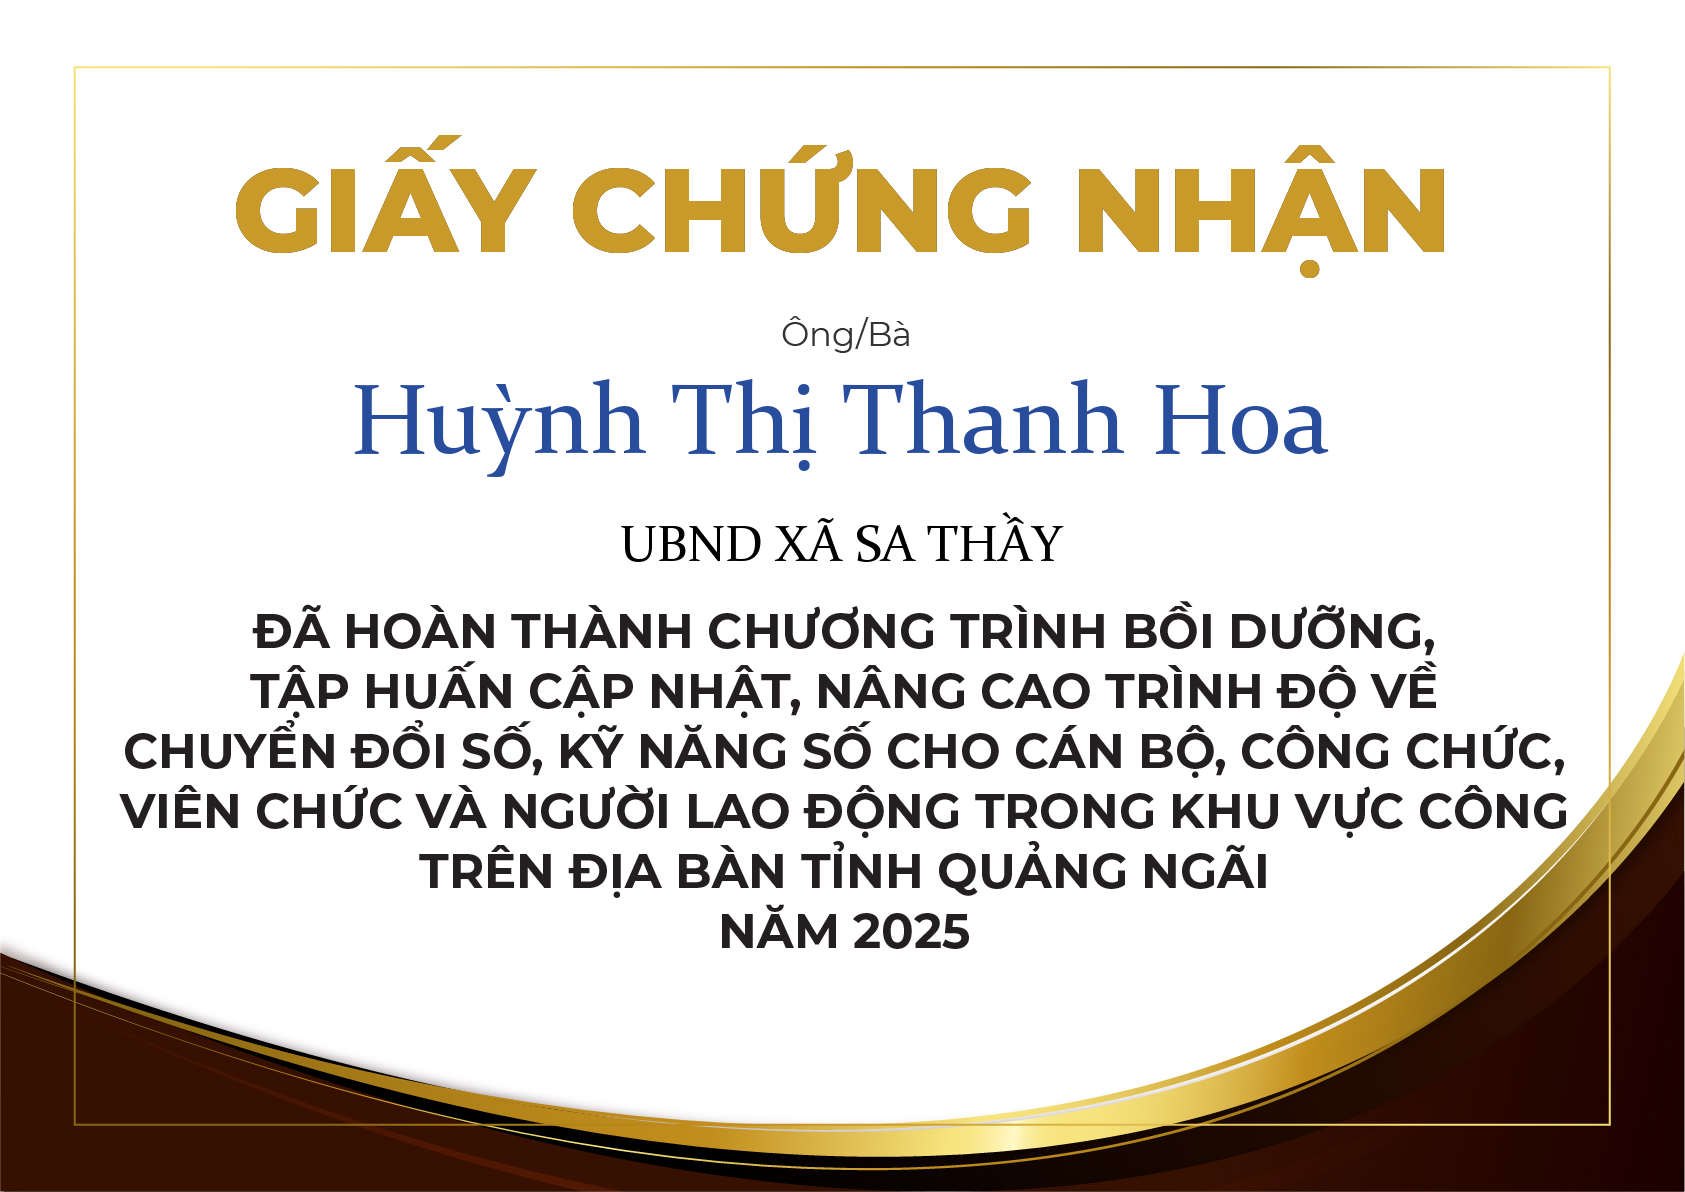 GIẤY CHỨNG NHẬN
Ông/Bà
Huỳnh Thị Thanh Hoa
UBND XÃ SA THẦY
ĐÃ HOÀN THÀNH CHƯƠNG TRÌNH BỒI DƯỠNG,
TẬP HUẤN CẬP NHẬT, NÂNG CAO TRÌNH ĐỘ VỀ
CHUYỂN ĐỔI SỐ, KỸ NĂNG SỐ CHO CÁN BỘ, CÔNG CHỨC,
VIÊN CHỨC VÀ NGƯỜI LAO ĐỘNG TRONG KHU VỰC CÔNG
TRÊN ĐỊA BÀN TỈNH QUẢNG NGÃI
NĂM 2025